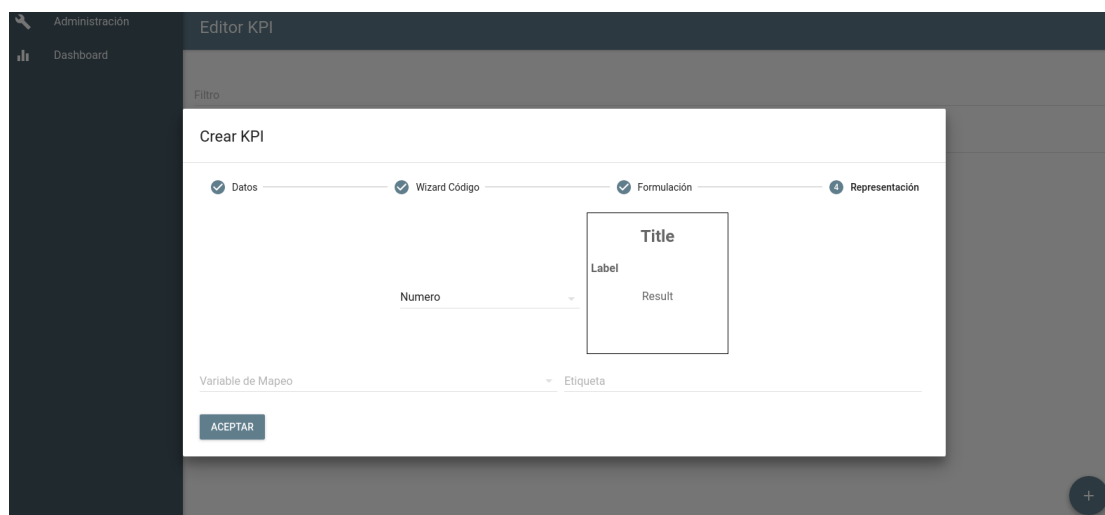 Administración
Editor KPI
Dashboard
Filtro
Crear KPI
Datos
Wizard Código
Formulación
4 Representación
Title
Label
Numero
Result
Variable de Mapeo
Etiqueta
ACEPTAR
+